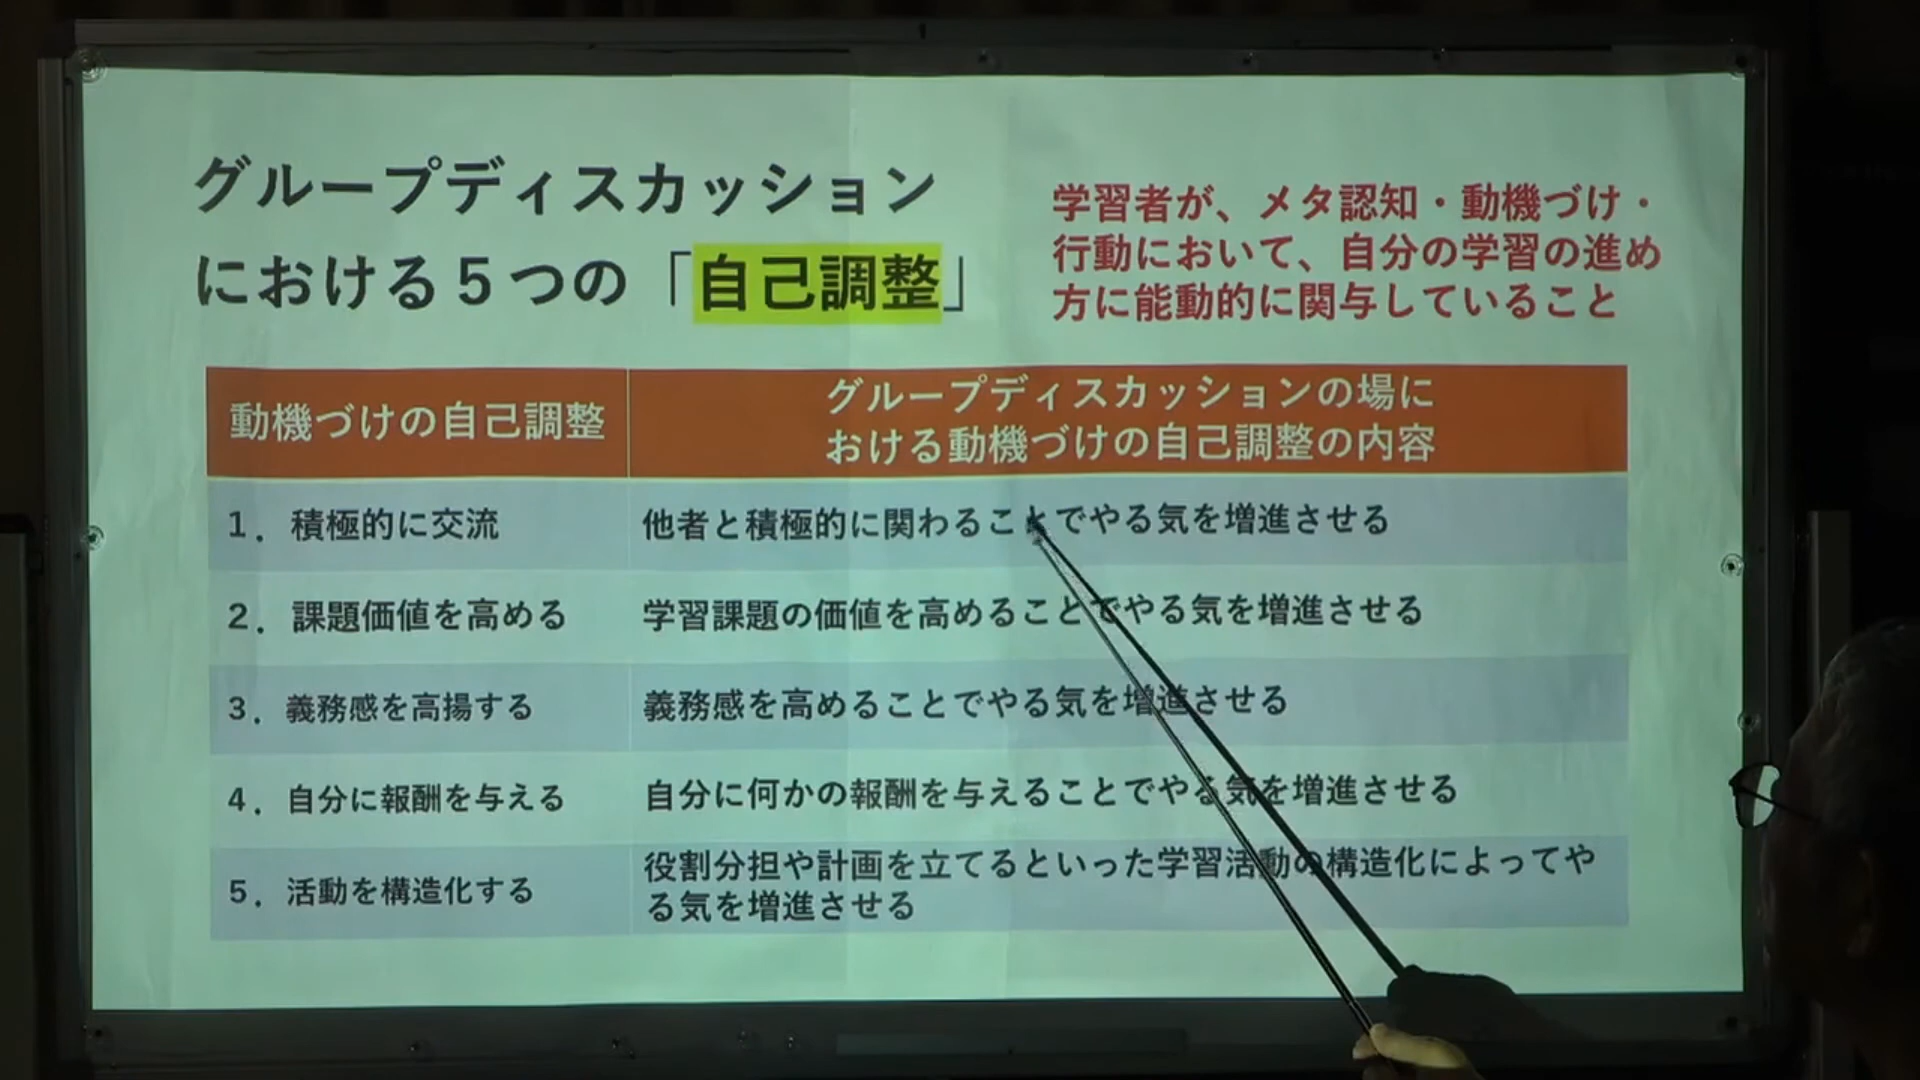 グループディスカッション
における５つの「自己調整」
学習者が、メタ認知・動機づけ・
行動において、自分の学習の進め
方に能動的に関与していること
動機づけの自己調整
グループディスカッションの場に
おける動機づけの自己調整の内容
1．積極的に交流
他者と積極的に関わることでやる気を増進させる
2．課題価値を高める
学習課題の価値を高めることでやる気を増進させる
3．義務感を高揚する
義務感を高めることでやる気を増進させる
4．自分に報酬を与える
自分に何かの報酬を与えることでやる気を増進させる
5．活動を構造化する
役割分担や計画を立てるといった学習活動の構造化によってや
る気を増進させる